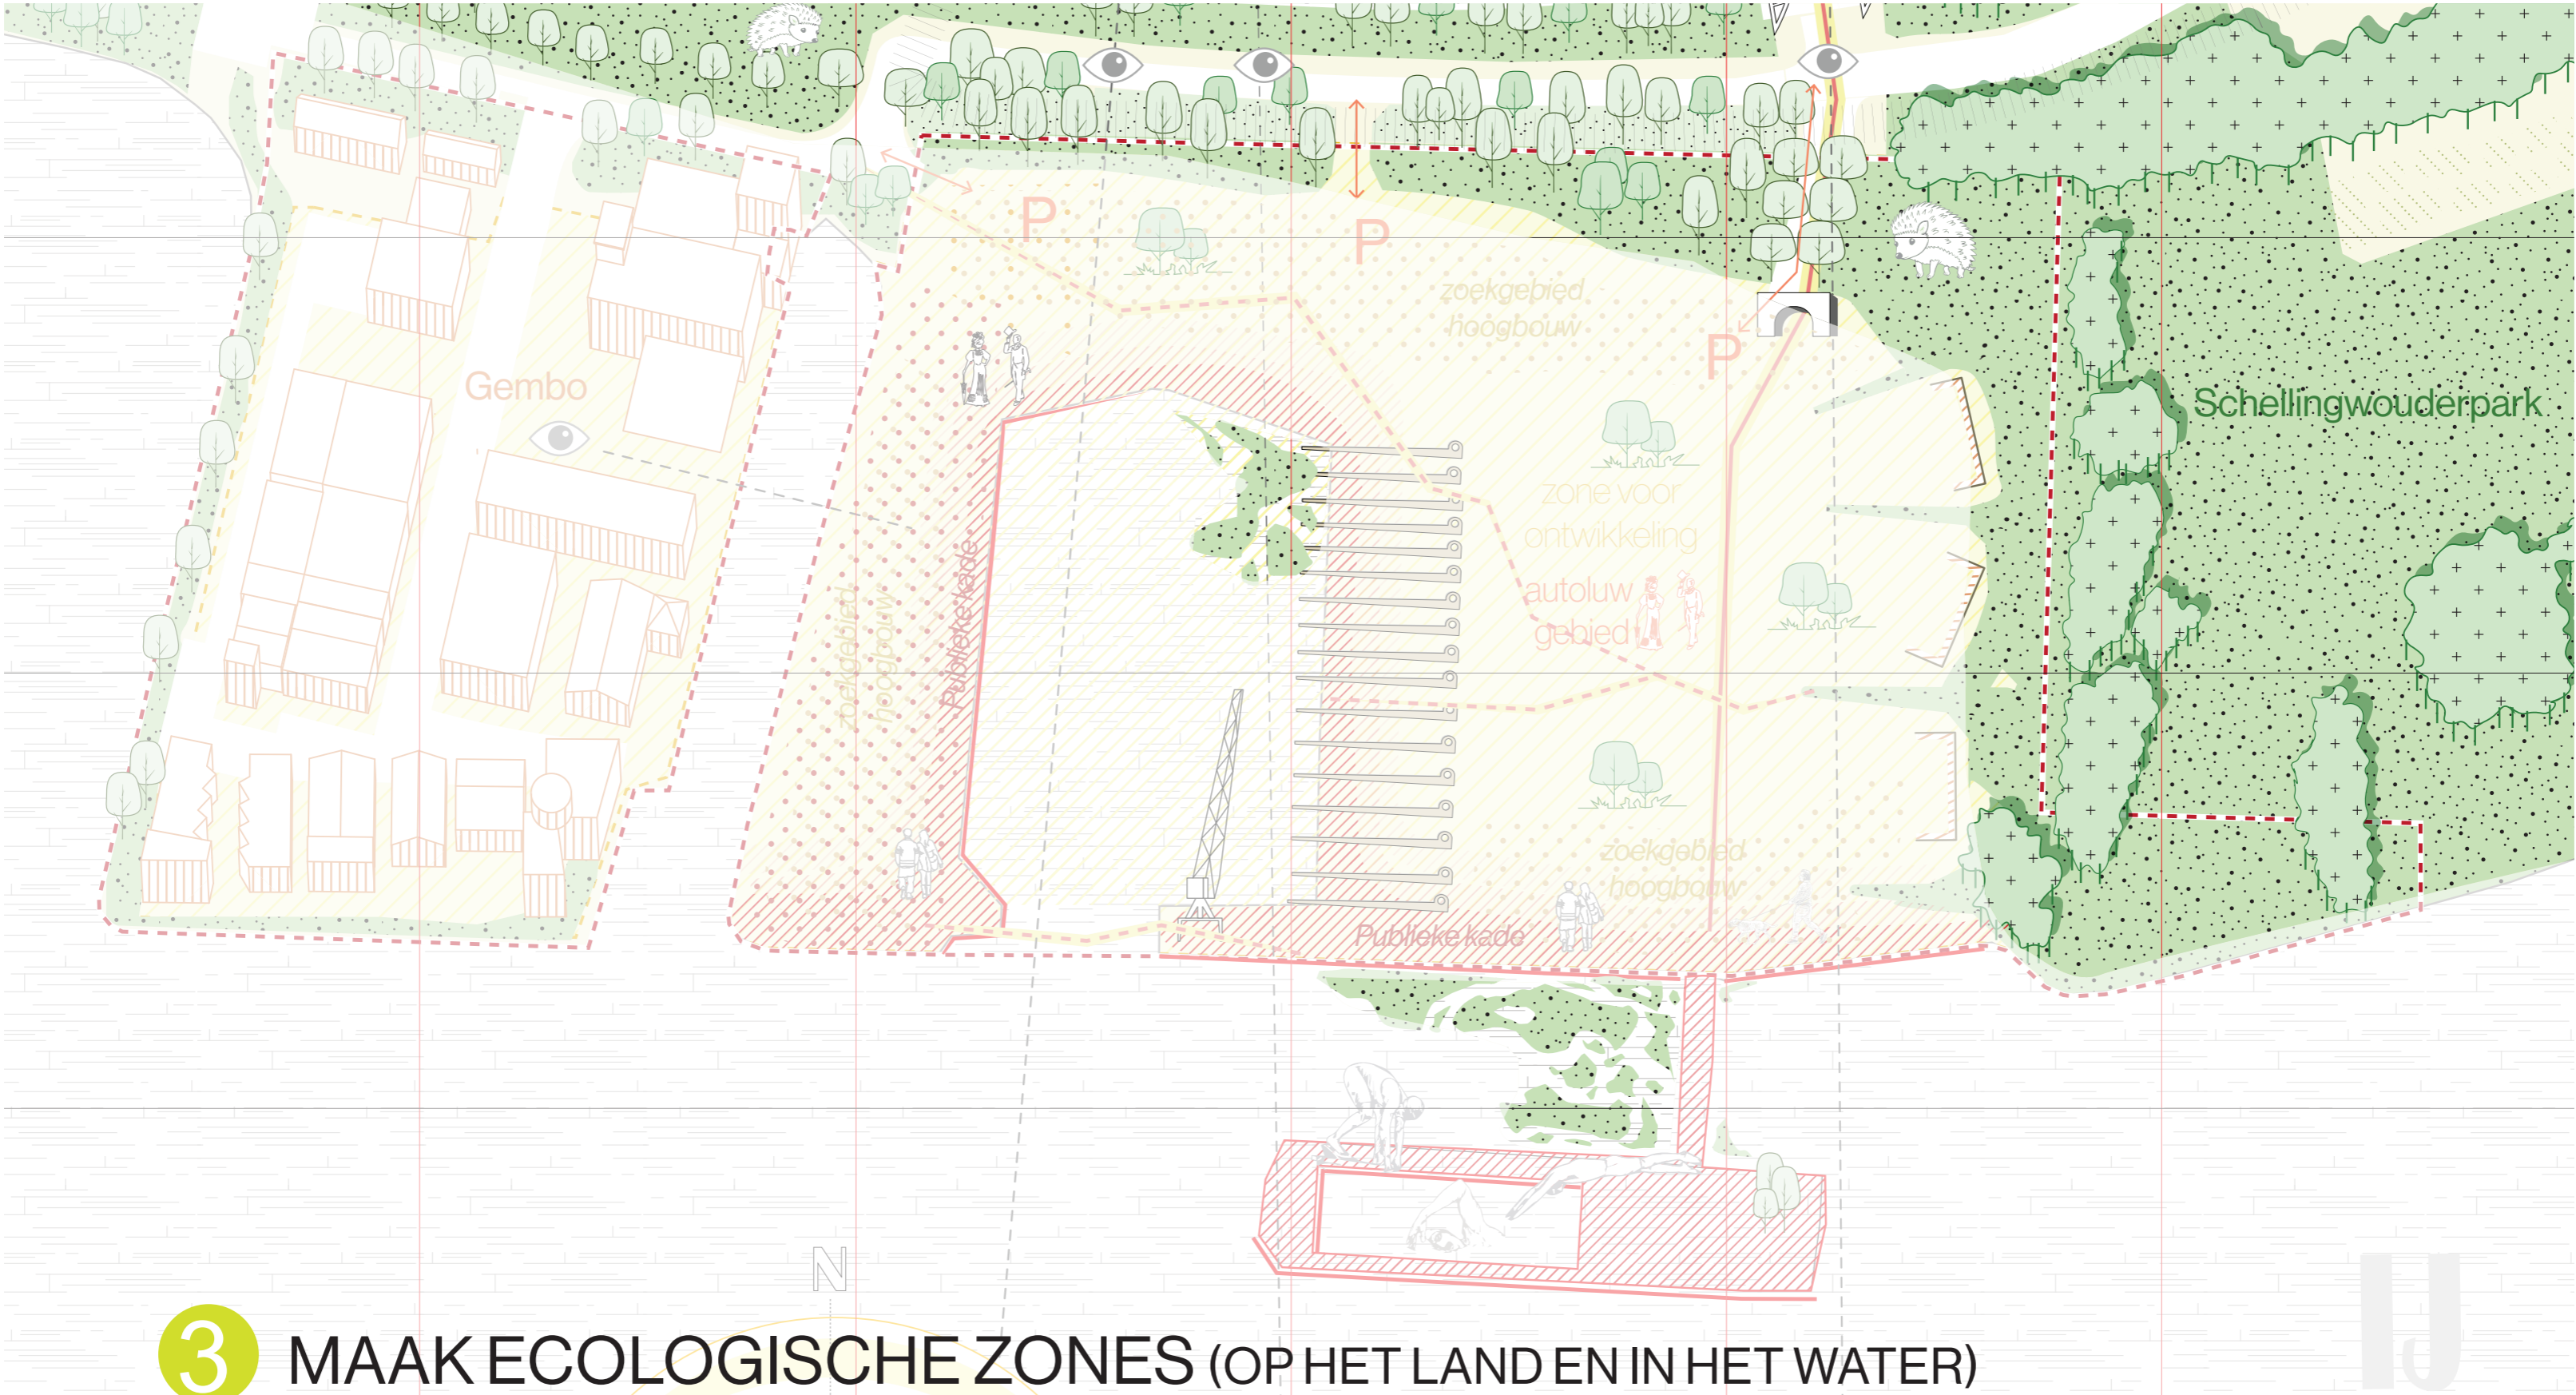 P
P
zoekgebied
hoogbouw
P
Gembo
Schellingwouderpark
zone voor
ontwikkeling
autoluw
gebied
Publieke kade
zoekgebied
hoogbouw
zoekgebied
hoogbouw
Publieke kade
N
IJ
3 MAAK ECOLOGISCHE ZONES (OP HET LAND EN IN HET WATER)